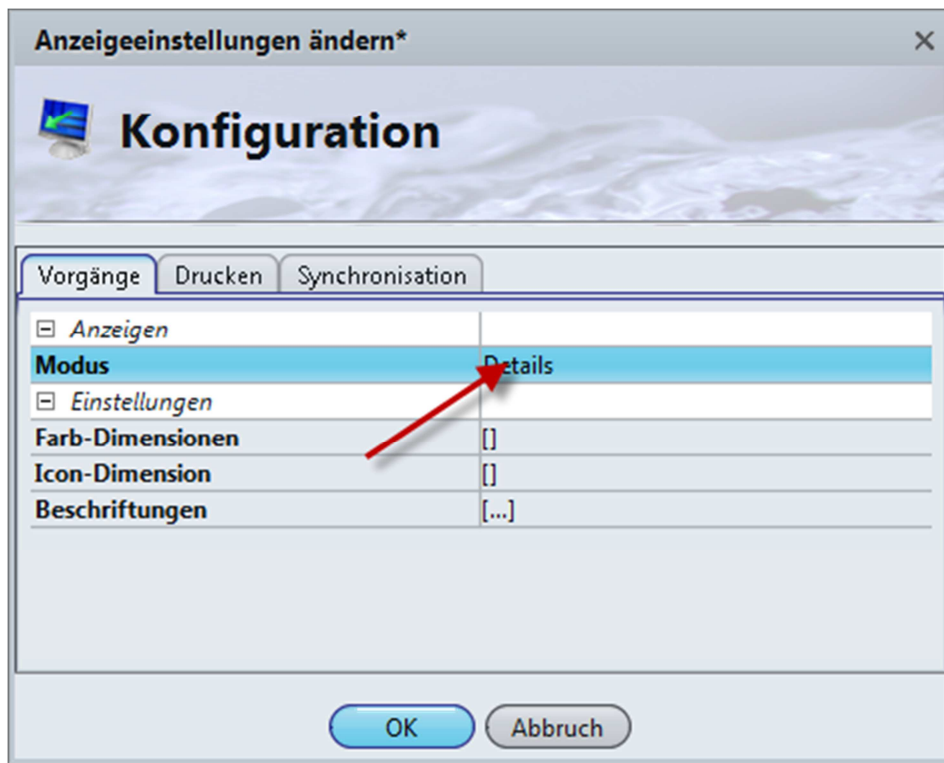 Anzeigeeinstellungen ändern*
Konfiguration
Vorgänge Drucken Synchronisation
Anzeigen
Modus Details
Einstellungen
Farb-Dimensionen []
Icon-Dimension []
Beschriftungen [...]
OK Abbruch